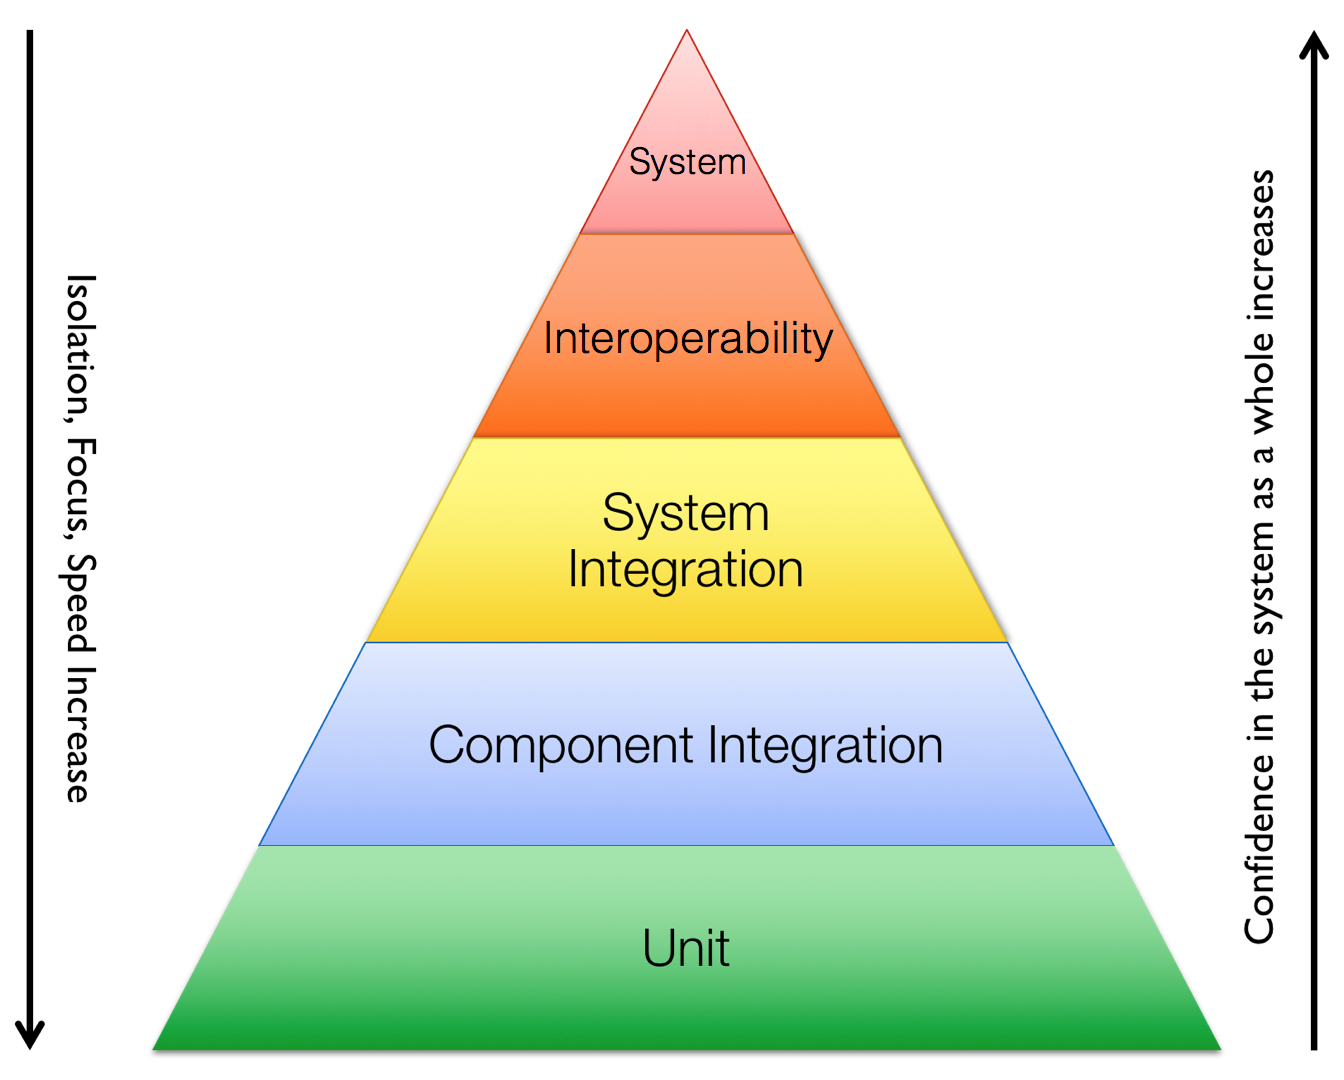 System
Interoperability
System
Integration
Component Integration
Unit
Isolation, Focus, Speed Increase
Confidence in the system as a whole increases